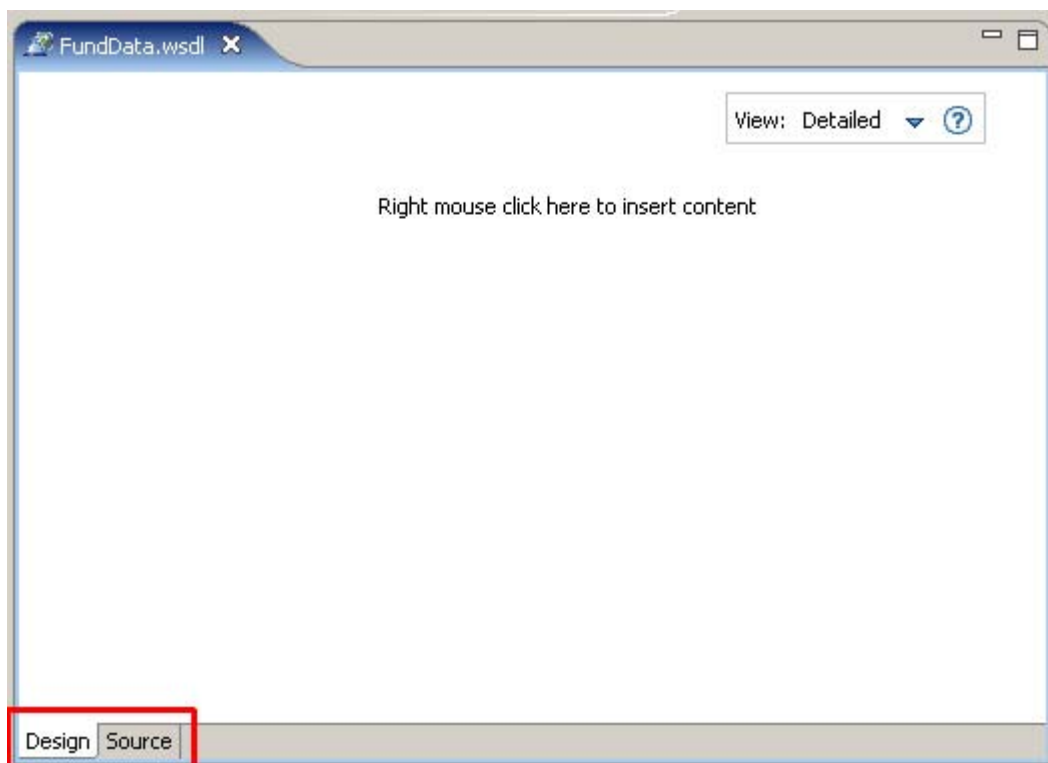 FundData.wsdl
View: Detailed
Right mouse click here to insert content
Design Source